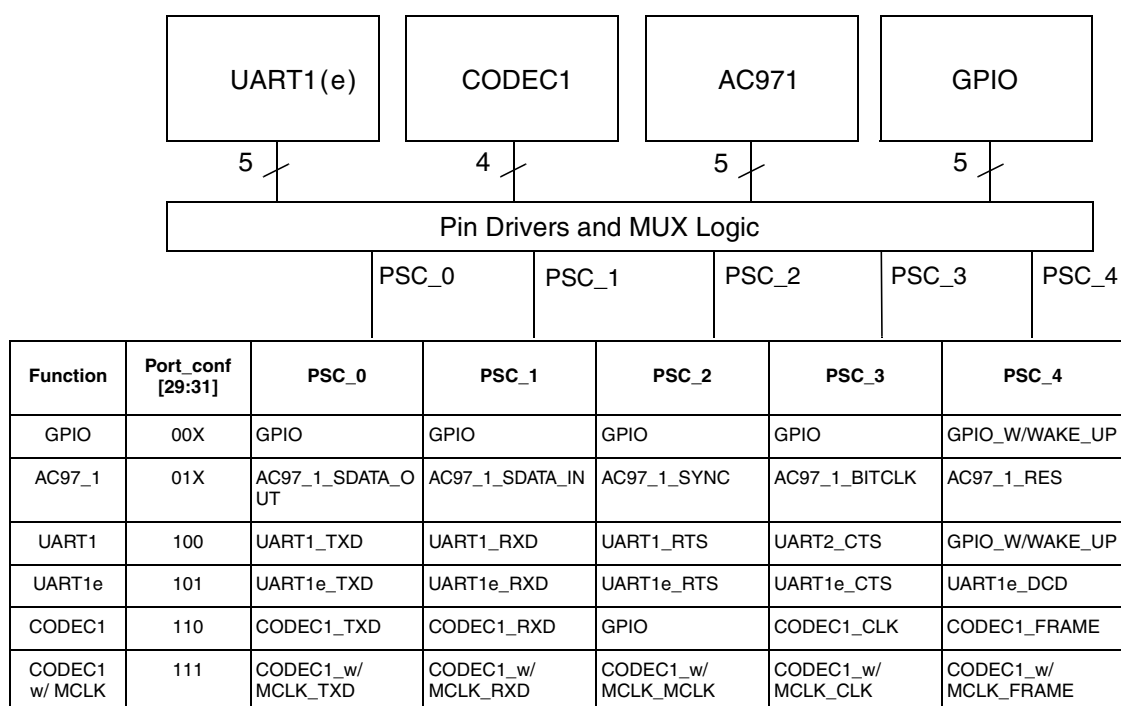 UART1(e) CODEC1 AC971 GPIO
5 4 5 5
Pin Drivers and MUX Logic
PSC_0 PSC_1 PSC_2 PSC_3 PSC_4
Function Port_conf [29:31] PSC_0 PSC_1 PSC_2 PSC_3 PSC_4
GPIO 00X GPIO GPIO GPIO GPIO GPIO_W/WAKE_UP
AC97_1 01X AC97_1_SDATA_O AC97_1_SDATA_IN AC97_1_SYNC AC97_1_BITCLK AC97_1_RES
UT
UART1 100 UART1_TXD UART1_RXD UART1_RTS UART2_CTS GPIO_W/WAKE_UP
UART1e 101 UART1e_TXD UART1e_RXD UART1e_RTS UART1e_CTS UART1e_DCD
CODEC1 110 CODEC1_TXD CODEC1_RXD GPIO CODEC1_CLK CODEC1_FRAME
CODEC1 111 CODEC1_w/ CODEC1_w/ CODEC1_w/ CODEC1_w/ CODEC1_w/
w/ MCLK MCLK_TXD MCLK_RXD MCLK_MCLK MCLK_CLK MCLK_FRAME